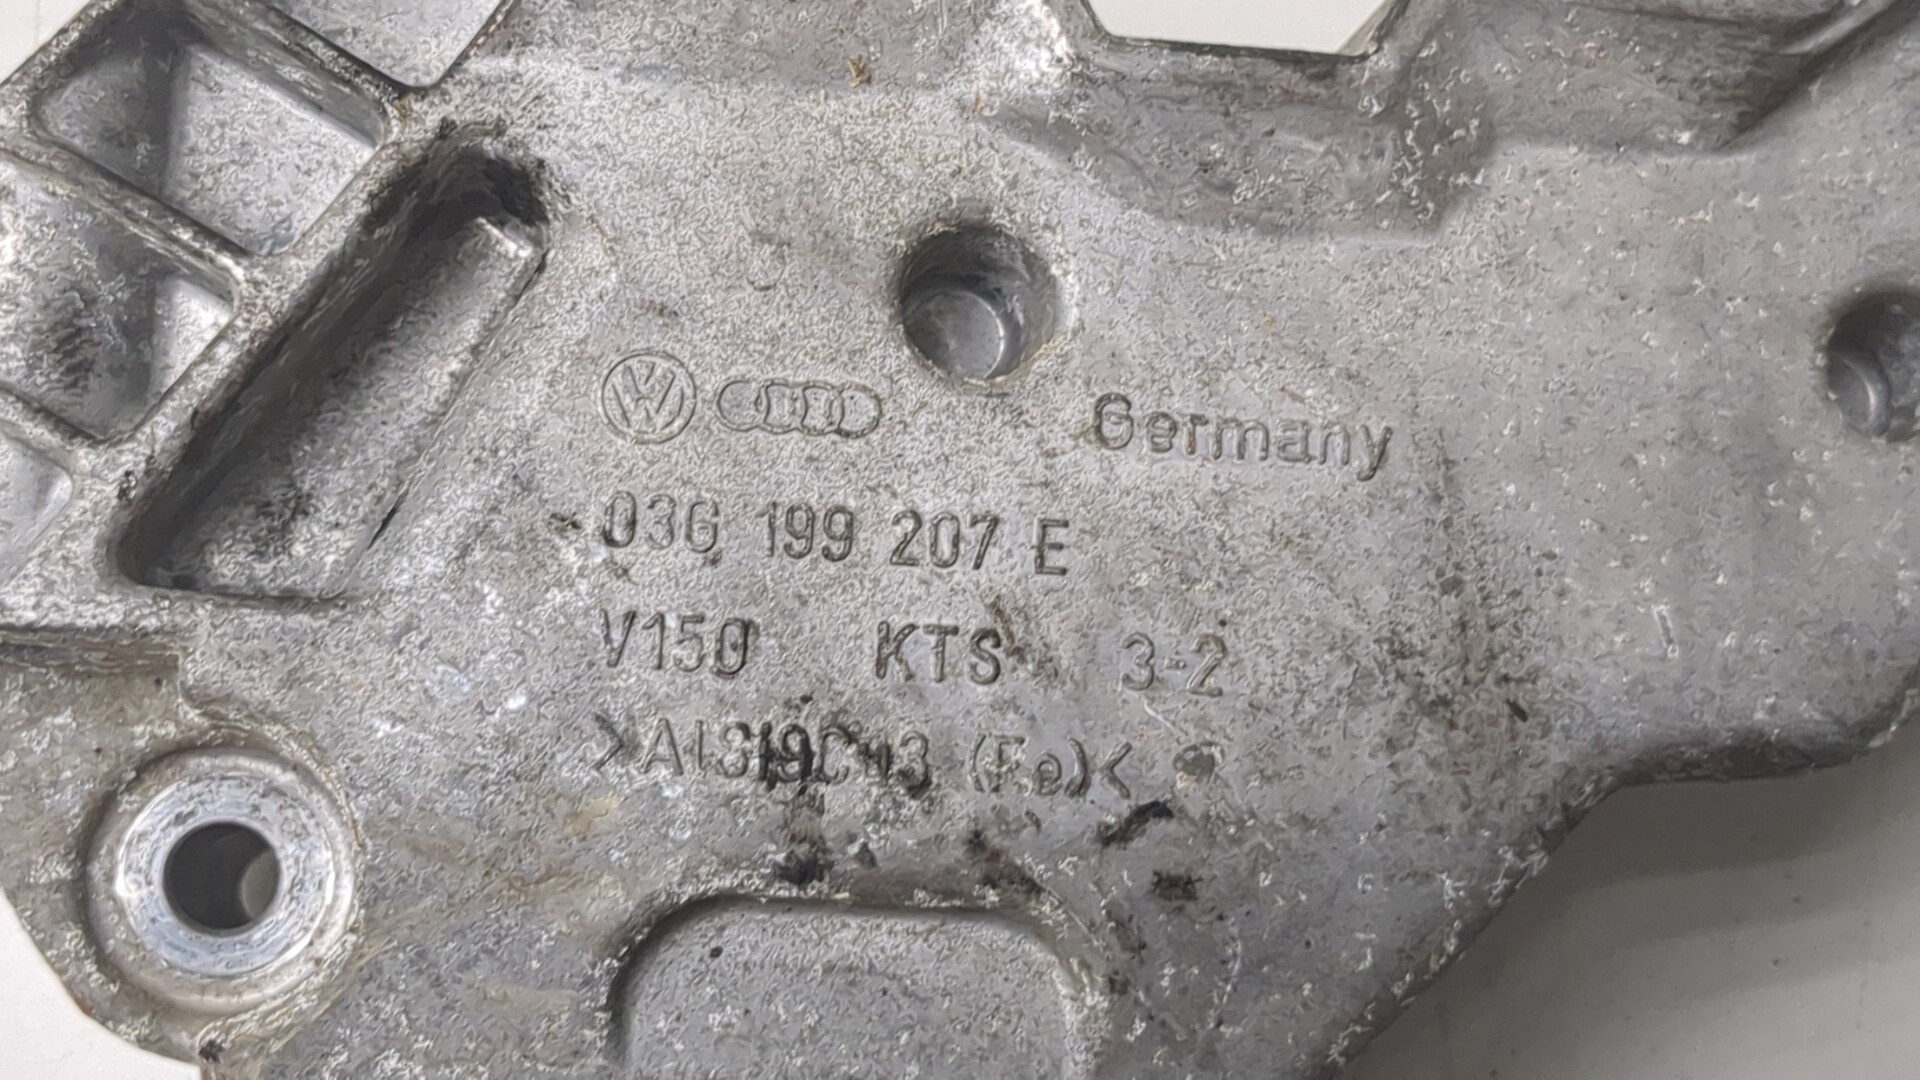 Germany
03G 199 207 E
V150 KTS 3-2
>AlSi9Cu3 (Fe)<